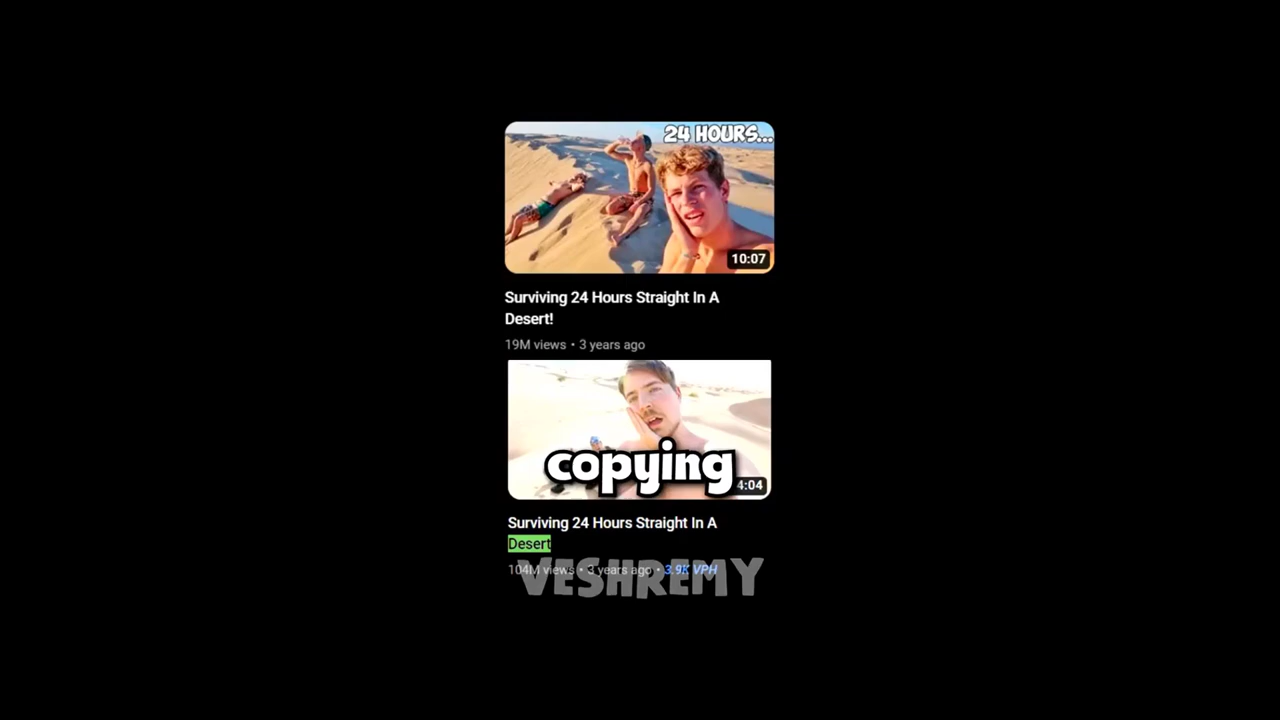 24 HOURS...
10:07
Surviving 24 Hours Straight In A
Desert!
19M views • 3 years ago
copying
4:04
Surviving 24 Hours Straight In A
Desert
104M views • 3 years ago • 3.9K VPH
VESHREMY